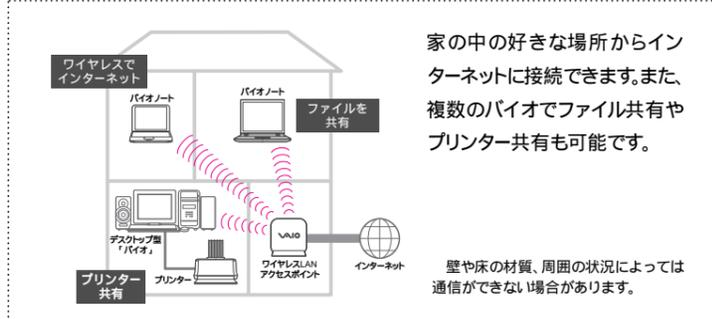 家の中の好きな場所からイン
ターネットに接続できます。また、
複数のバイオでファイル共有や
プリンター共有も可能です。
ワイヤレスで
インターネット
バイオノート
バイオノート
ファイルを
共有
デスクトップ型
「バイオ」
プリンター
共有
プリンター
VAIO
ワイヤレスLAN
アクセスポイント
インターネット
壁や床の材質、周囲の状況によっては
通信ができない場合があります。